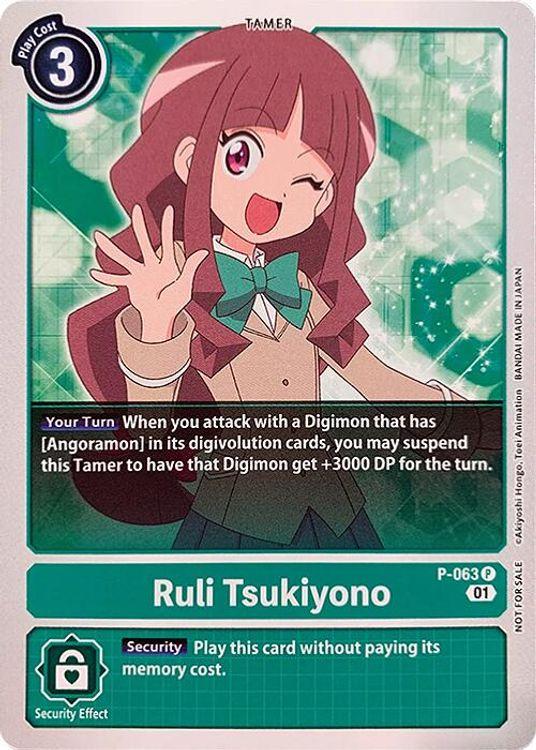 TAMER
Play Cost
3
Your Turn When you attack with a Digimon that has
[Angoramon] in its digivolution cards, you may suspend
this Tamer to have that Digimon get +3000 DP for the turn.
©Akiyoshi Hongo, Toei Animation BANDAI MADE IN JAPAN
NOT FOR SALE
P-063 P
Ruli Tsukiyono
01
Security Play this card without paying its
memory cost.
Security Effect